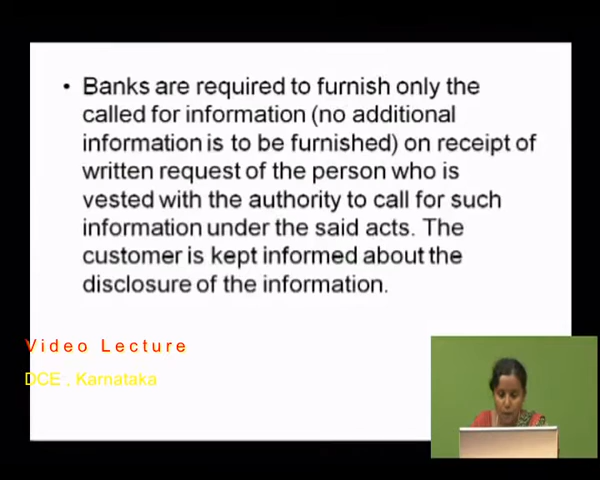 • Banks are required to furnish only the
called for information (no additional
information is to be furnished) on receipt of
written request of the person who is
vested with the authority to call for such
information under the said acts. The
customer is kept informed about the
disclosure of the information.
Video Lecture
DCE , Karnataka